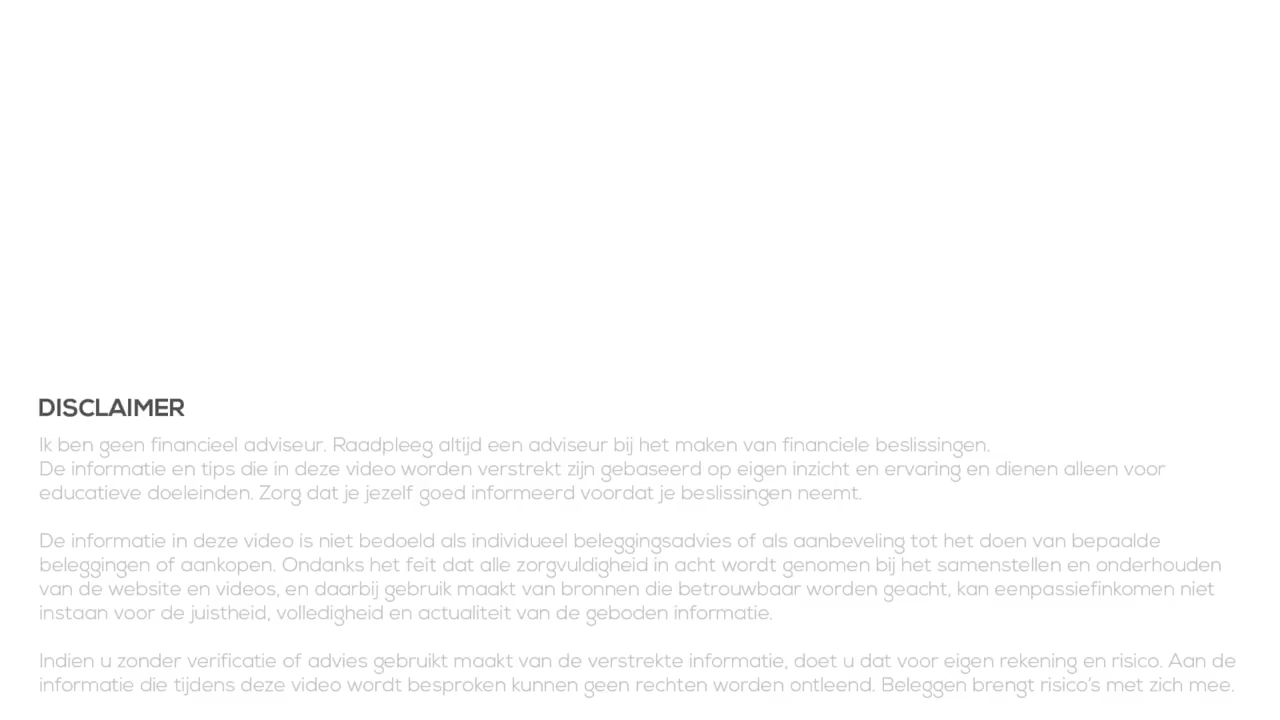 DISCLAIMER
Ik ben geen financieel adviseur. Raadpleeg altijd een adviseur bij het maken van financiele beslissingen.
De informatie en tips die in deze video worden verstrekt zijn gebaseerd op eigen inzicht en ervaring en dienen alleen voor
educatieve doeleinden. Zorg dat je jezelf goed informeerd voordat je beslissingen neemt.
De informatie in deze video is niet bedoeld als individueel beleggingsadvies of als aanbeveling tot het doen van bepaalde
beleggingen of aankopen. Ondanks het feit dat alle zorgvuldigheid in acht wordt genomen bij het samenstellen en onderhouden
van de website en videos, en daarbij gebruik maakt van bronnen die betrouwbaar worden geacht, kan eenpassiefinkomen niet
instaan voor de juistheid, volledigheid en actualiteit van de geboden informatie.
Indien u zonder verificatie of advies gebruikt maakt van de verstrekte informatie, doet u dat voor eigen rekening en risico. Aan de
informatie die tijdens deze video wordt besproken kunnen geen rechten worden ontleend. Beleggen brengt risico's met zich mee.